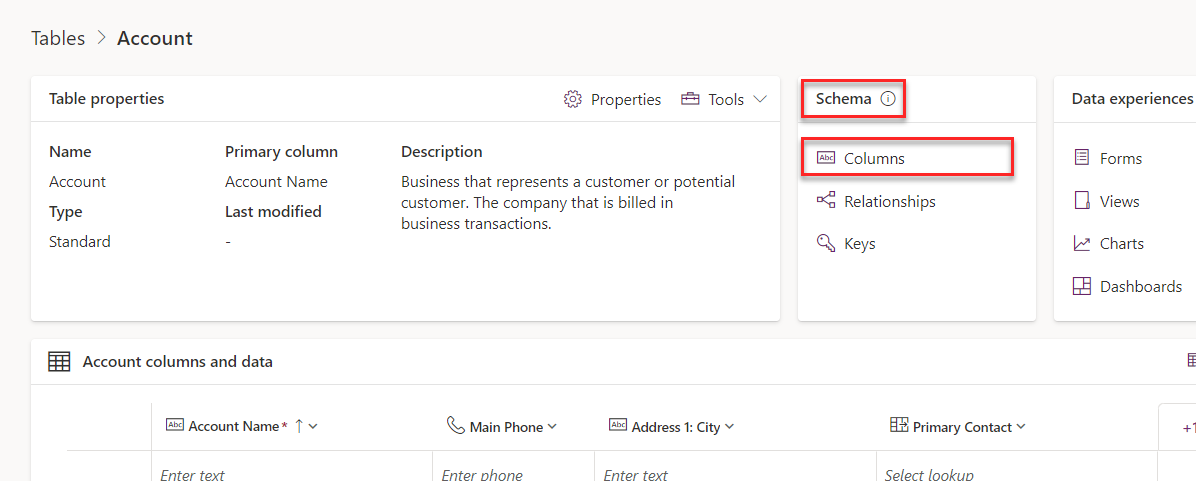 Tables > Account
Table properties
Properties
Tools
Name
Account
Type
Standard
Primary column
Account Name
Last modified
-
Description
Business that represents a customer or potential
customer. The company that is billed in
business transactions.
Schema
Abc Columns
Relationships
Keys
Data experiences
Forms
Views
Charts
Dashboards
Account columns and data
Abc Account Name* ↑
Main Phone
Abc Address 1: City
Primary Contact
+1
Enter text
Enter phone
Enter text
Select lookup